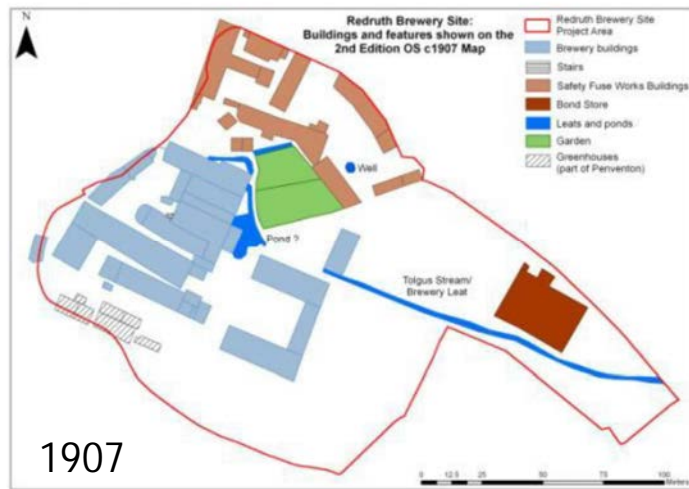 N
Redruth Brewery Site:
Buildings and features shown on the
2nd Edition OS c1907 Map
Redruth Brewery Site
Project Area
Brewery buildings
Stairs
Safety Fuse Works Buildings
Bond Store
Leats and ponds
Garden
Greenhouses
(part of Penventon)
Well
Pond ?
Tolgus Stream/
Brewery Leat
1907
0 12.5 25 50 75 100
Meters